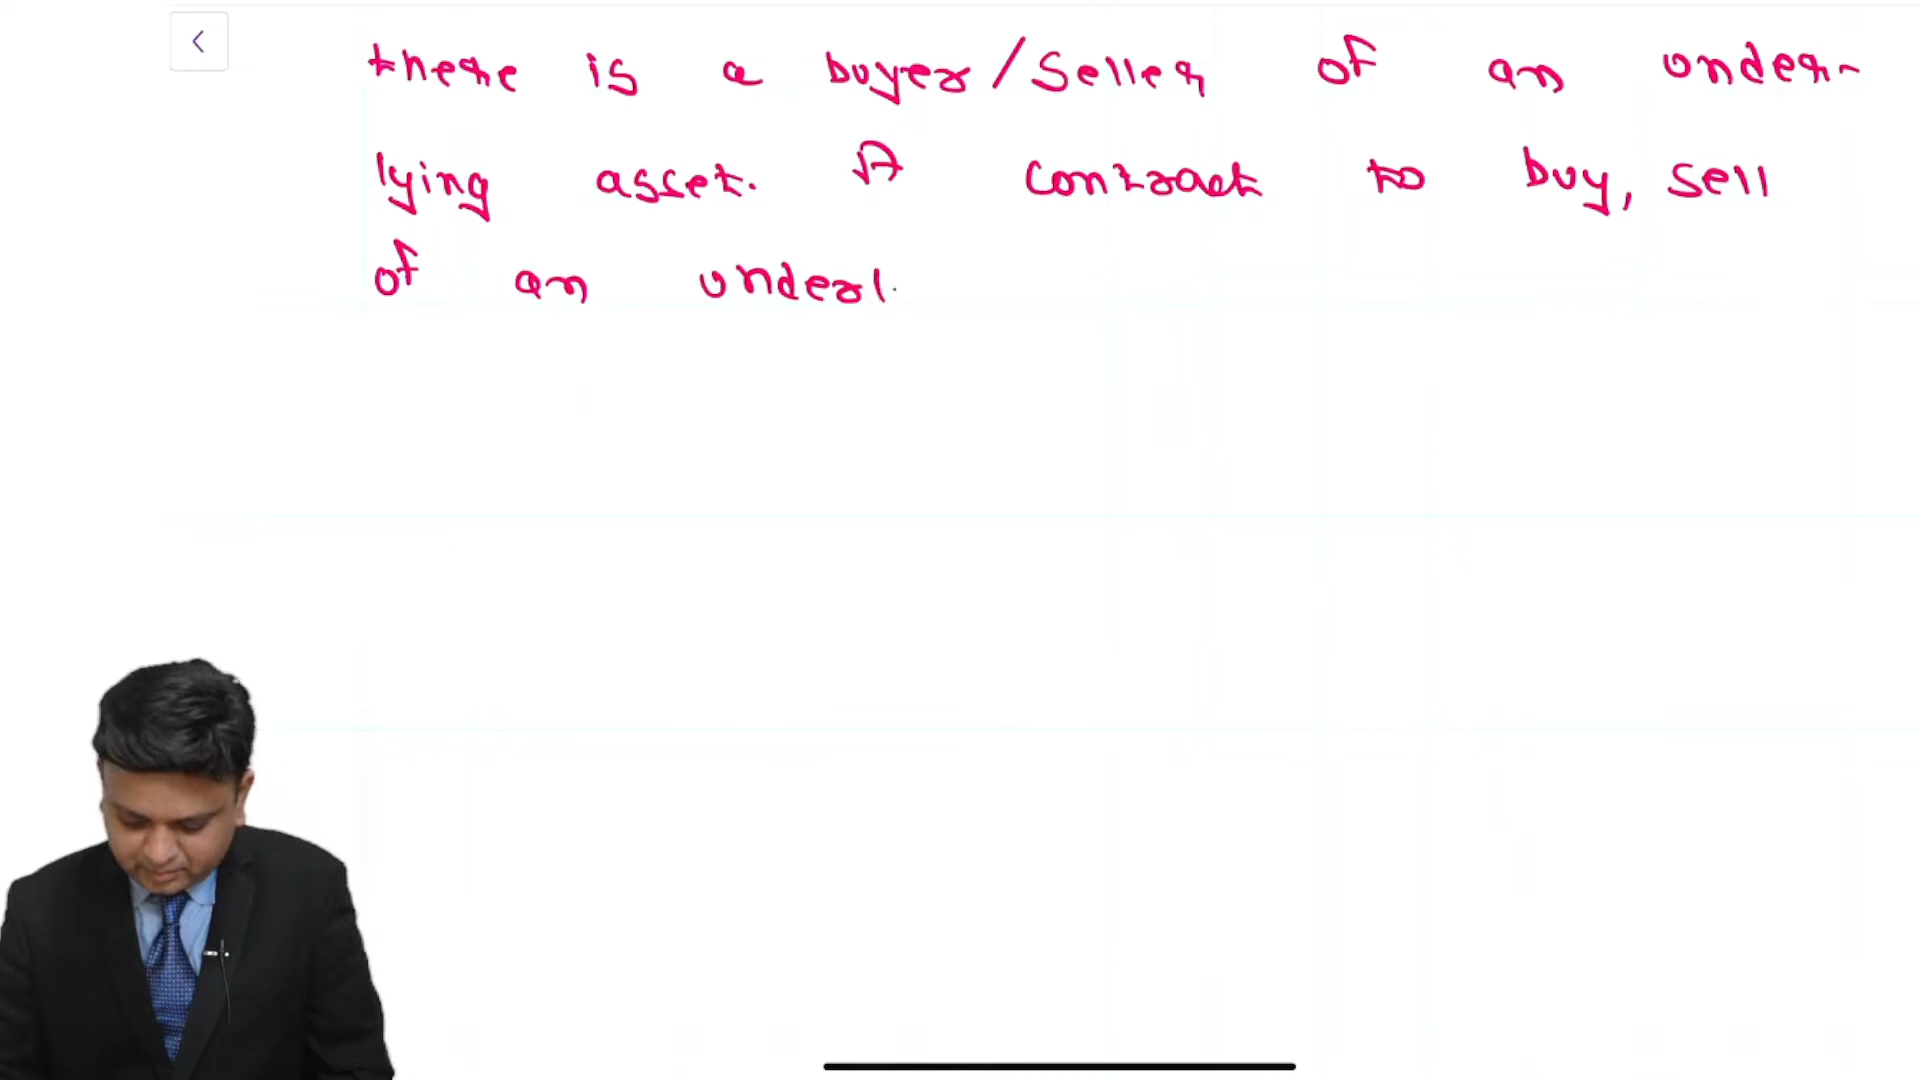 there is a buyer/seller of an under-
lying asset. A contract to buy, sell
of an underl